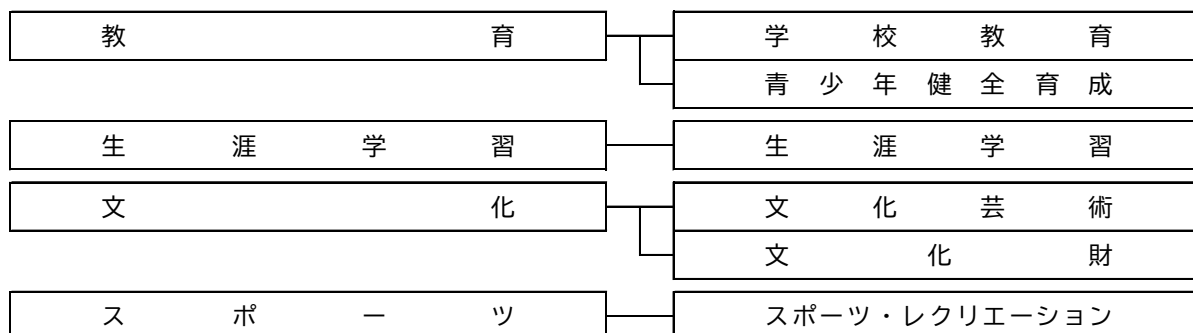 教育
学校教育
青少年健全育成
生涯学習
生涯学習
文化
文化芸術
文化財
スポーツ
スポーツ・レクリエーション